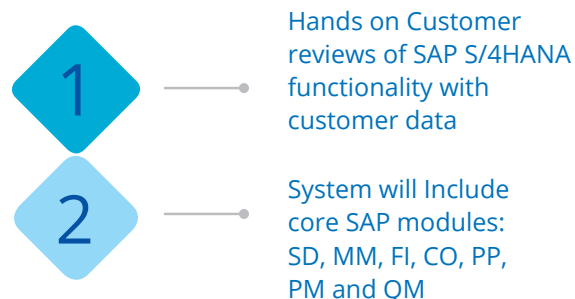 1
Hands on Customer
reviews of SAP S/4HANA
functionality with
customer data
2
System will Include
core SAP modules:
SD, MM, FI, CO, PP,
PM and QM